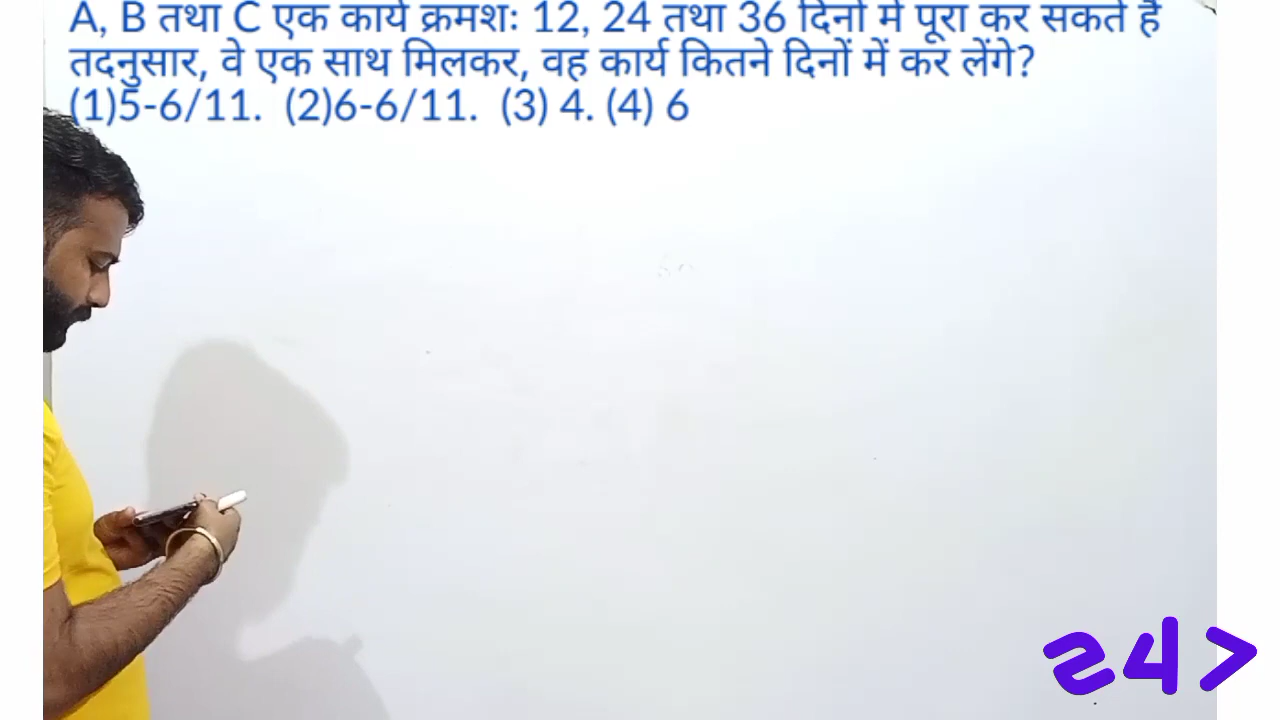 A, B तथा C एक कार्य क्रमशः 12, 24 तथा 36 दिनों में पूरा कर सकते हैं
तदनुसार, वे एक साथ मिलकर, वह कार्य कितने दिनों में कर लेंगे?
(1)5-6/11. (2)6-6/11. (3) 4. (4) 6
247